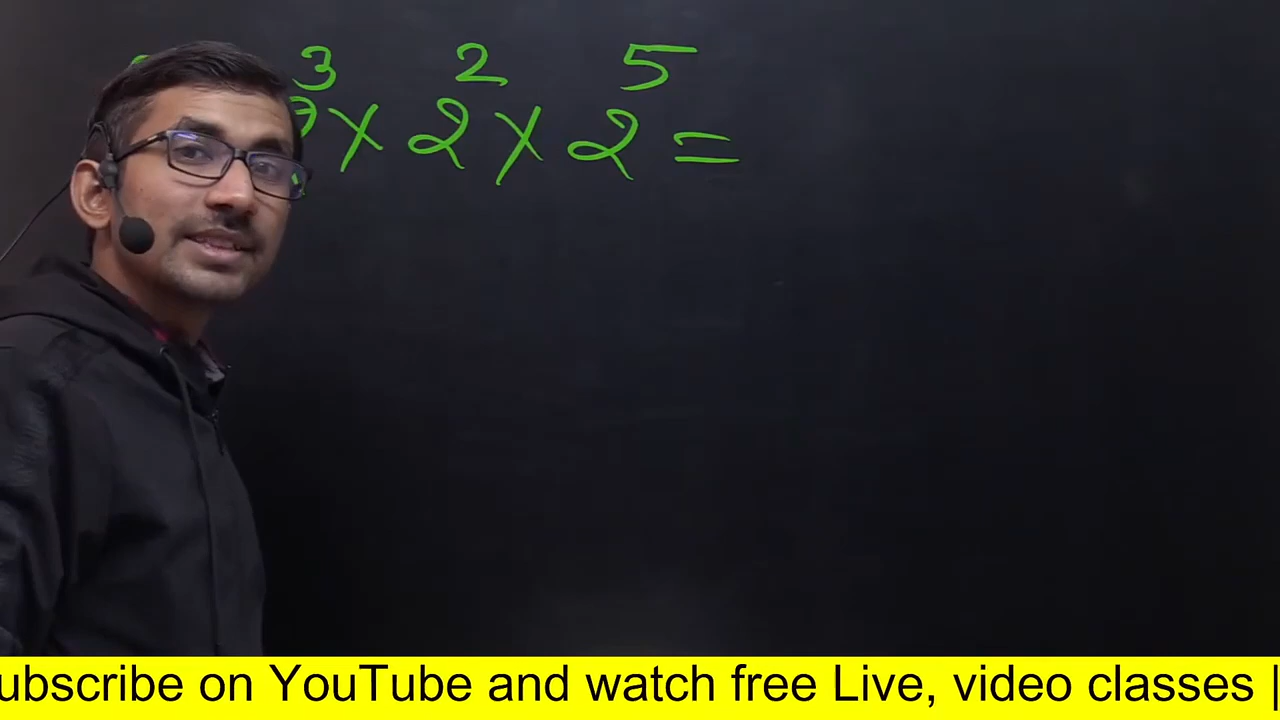 3 2 5
× 2 × 2 =
ubscribe on YouTube and watch free Live, video classes |